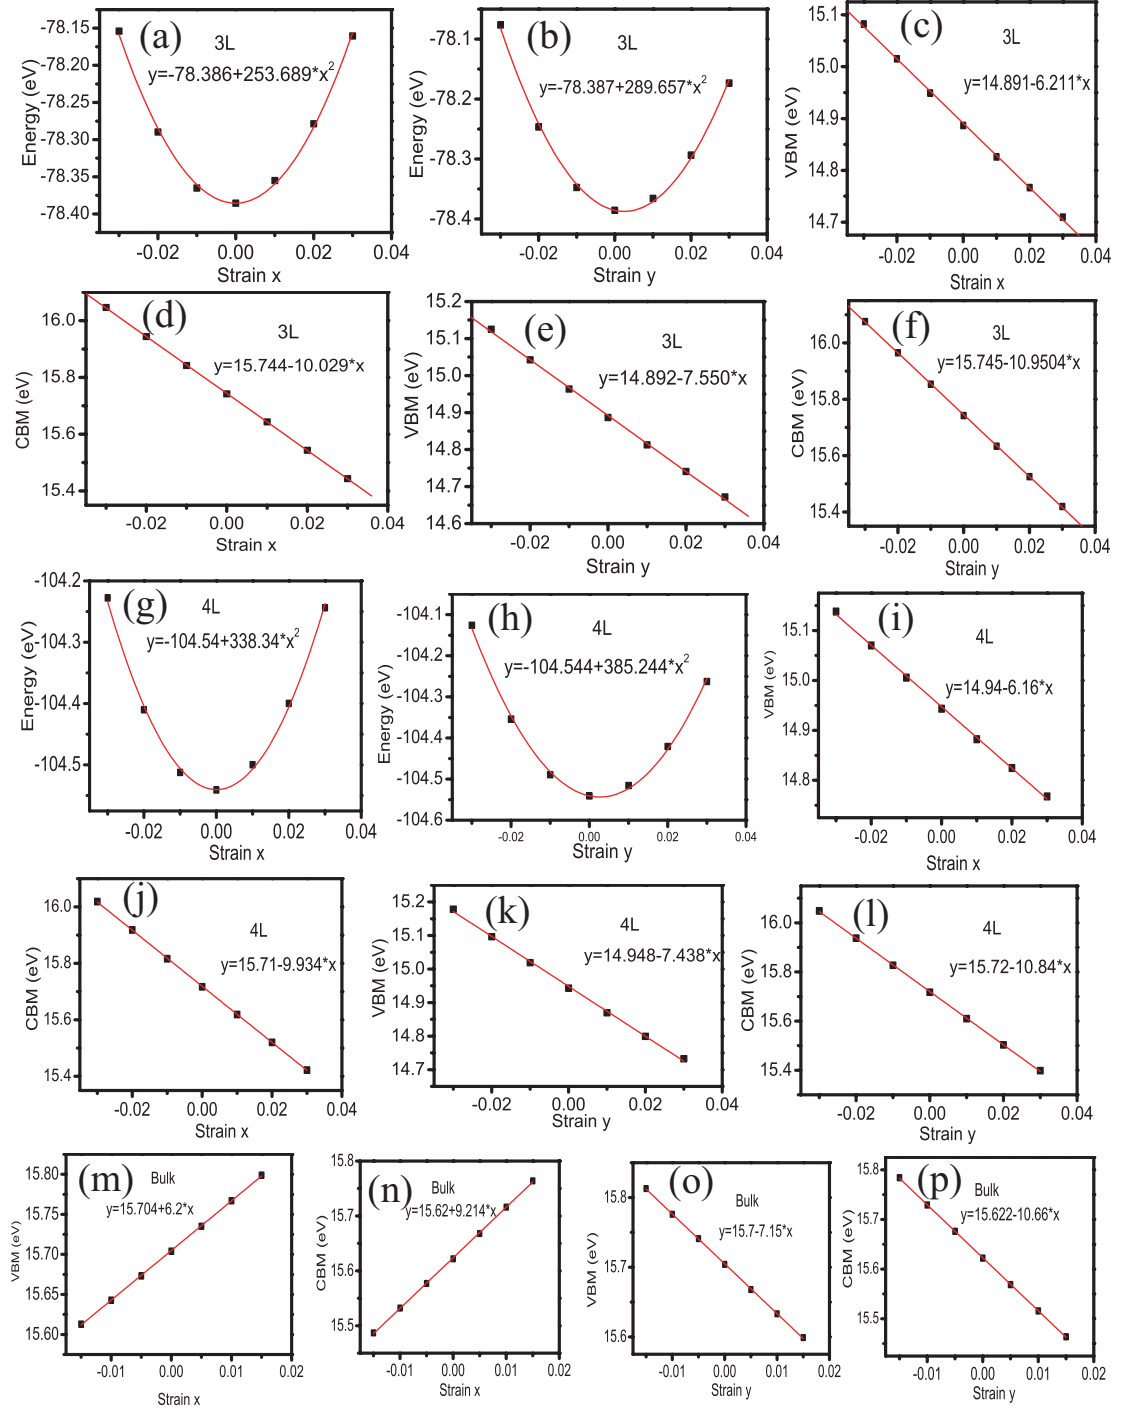 (a)
3L
y=-78.386+253.689*x²
Energy (eV)
-78.15
-78.20
-78.25
-78.30
-78.35
-78.40
-0.02 0.00 0.02 0.04
Strain x
(b)
3L
y=-78.387+289.657*x²
Energy (eV)
-78.1
-78.2
-78.3
-78.4
-0.02 0.00 0.02 0.04
Strain y
(c)
3L
y=14.891-6.211*x
VBM (eV)
15.1
15.0
14.9
14.8
14.7
-0.02 0.00 0.02 0.04
Strain x
(d)
3L
y=15.744-10.029*x
CBM (eV)
16.0
15.8
15.6
15.4
-0.02 0.00 0.02 0.04
Strain x
(e)
3L
y=14.892-7.550*x
VBM (eV)
15.2
15.1
15.0
14.9
14.8
14.7
14.6
-0.02 0.00 0.02 0.04
Strain y
(f)
3L
y=15.745-10.9504*x
CBM (eV)
16.0
15.8
15.6
15.4
-0.02 0.00 0.02 0.04
Strain y
(g)
4L
y=-104.54+338.34*x²
Energy (eV)
-104.2
-104.3
-104.4
-104.5
-0.02 0.00 0.02 0.04
Strain x
(h)
4L
y=-104.544+385.244*x²
Energy (eV)
-104.1
-104.2
-104.3
-104.4
-104.5
-104.6
-0.02 0.00 0.02 0.04
Strain y
(i)
4L
y=14.94-6.16*x
VBM (eV)
15.1
15.0
14.9
14.8
-0.02 0.00 0.02 0.04
Strain x
(j)
4L
y=15.71-9.934*x
CBM (eV)
16.0
15.8
15.6
15.4
-0.02 0.00 0.02 0.04
Strain x
(k)
4L
y=14.948-7.438*x
VBM (eV)
15.2
15.1
15.0
14.9
14.8
14.7
-0.02 0.00 0.02 0.04
Strain y
(l)
4L
y=15.72-10.84*x
CBM (eV)
16.0
15.8
15.6
15.4
-0.02 0.00 0.02 0.04
Strain y
(m)
Bulk
y=15.704+6.2*x
VBM (eV)
15.80
15.75
15.70
15.65
15.60
-0.01 0.00 0.01 0.02
Strain x
(n)
Bulk
y=15.62+9.214*x
CBM (eV)
15.8
15.7
15.6
15.5
-0.01 0.00 0.01 0.02
Strain x
(o)
Bulk
y=15.7-7.15*x
VBM (eV)
15.8
15.7
15.6
-0.01 0.00 0.01 0.02
Strain y
(p)
Bulk
y=15.622-10.66*x
CBM (eV)
15.8
15.7
15.6
15.5
-0.01 0.00 0.01 0.02
Strain y